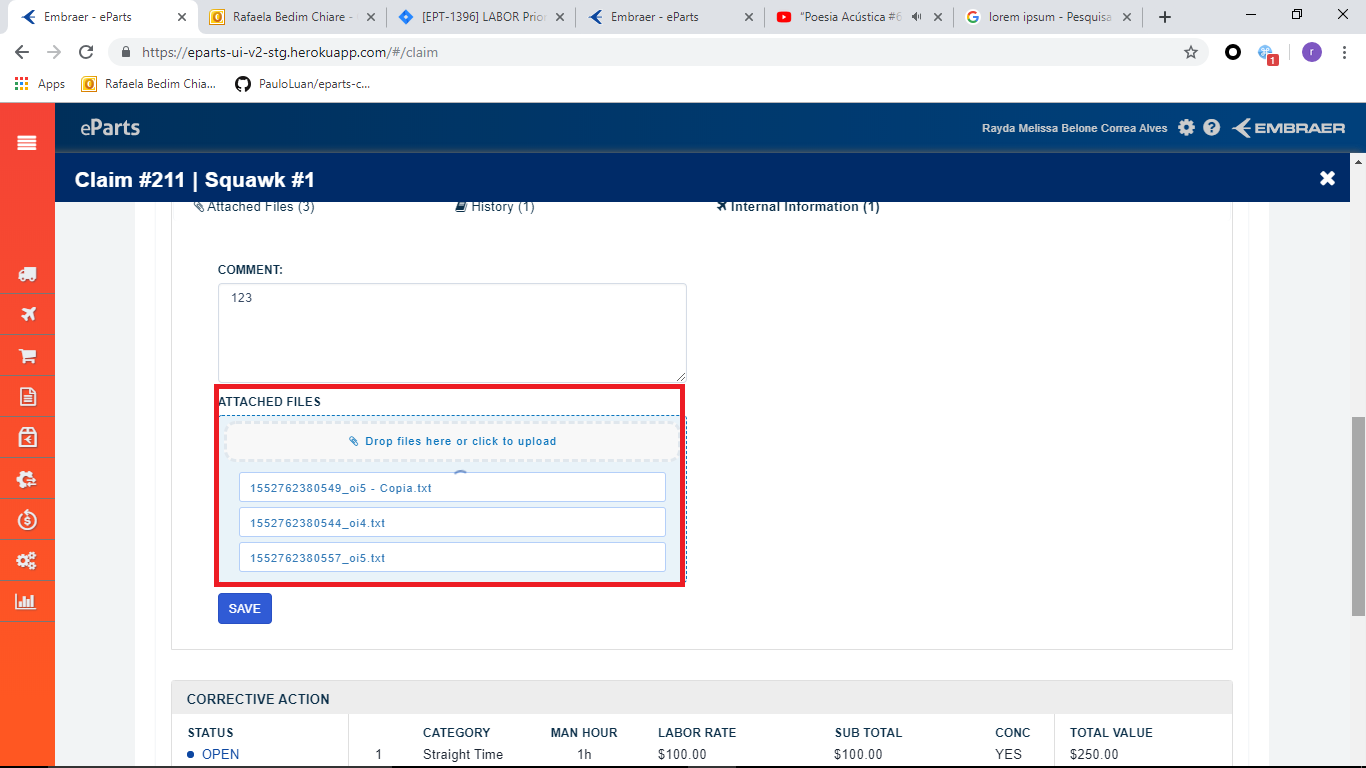 Embraer - eParts
Rafaela Bedim Chiare -
[EPT-1396] LABOR Prior
Embraer - eParts
"Poesia Acústica #6
lorem ipsum - Pesquisa
https://eparts-ui-v2-stg.herokuapp.com/#/claim
1
r
Apps
Rafaela Bedim Chia...
PauloLuan/eparts-c...
eParts
Rayda Melissa Belone Correa Alves
EMBRAER
Claim #211 | Squawk #1
Attached Files (3)
History (1)
Internal Information (1)
COMMENT:
123
ATTACHED FILES
Drop files here or click to upload
1552762380549_oi5 - Copia.txt
1552762380544_oi4.txt
1552762380557_oi5.txt
SAVE
CORRECTIVE ACTION
STATUS CATEGORY MAN HOUR LABOR RATE SUB TOTAL CONC TOTAL VALUE
OPEN 1 Straight Time 1h $100.00 $100.00 YES $250.00